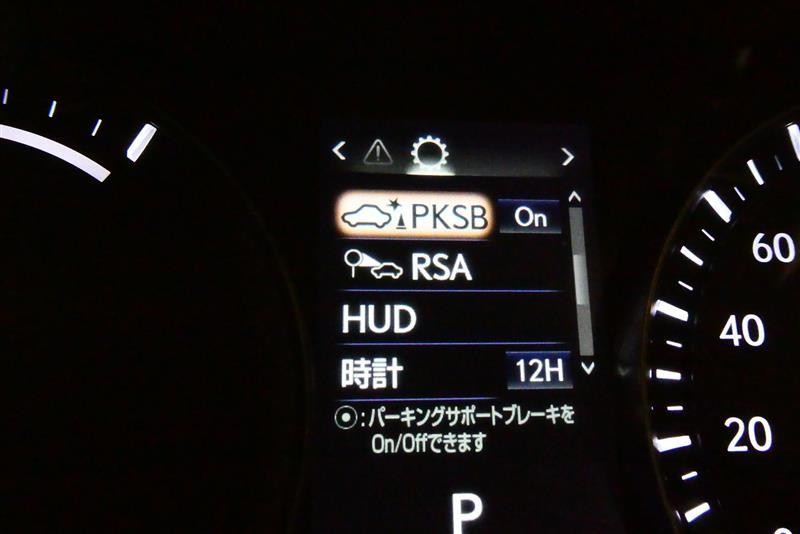 PKSB On
RSA
HUD
時計 12H
:パーキングサポートブレーキを
On/Offできます
P
60
40
20